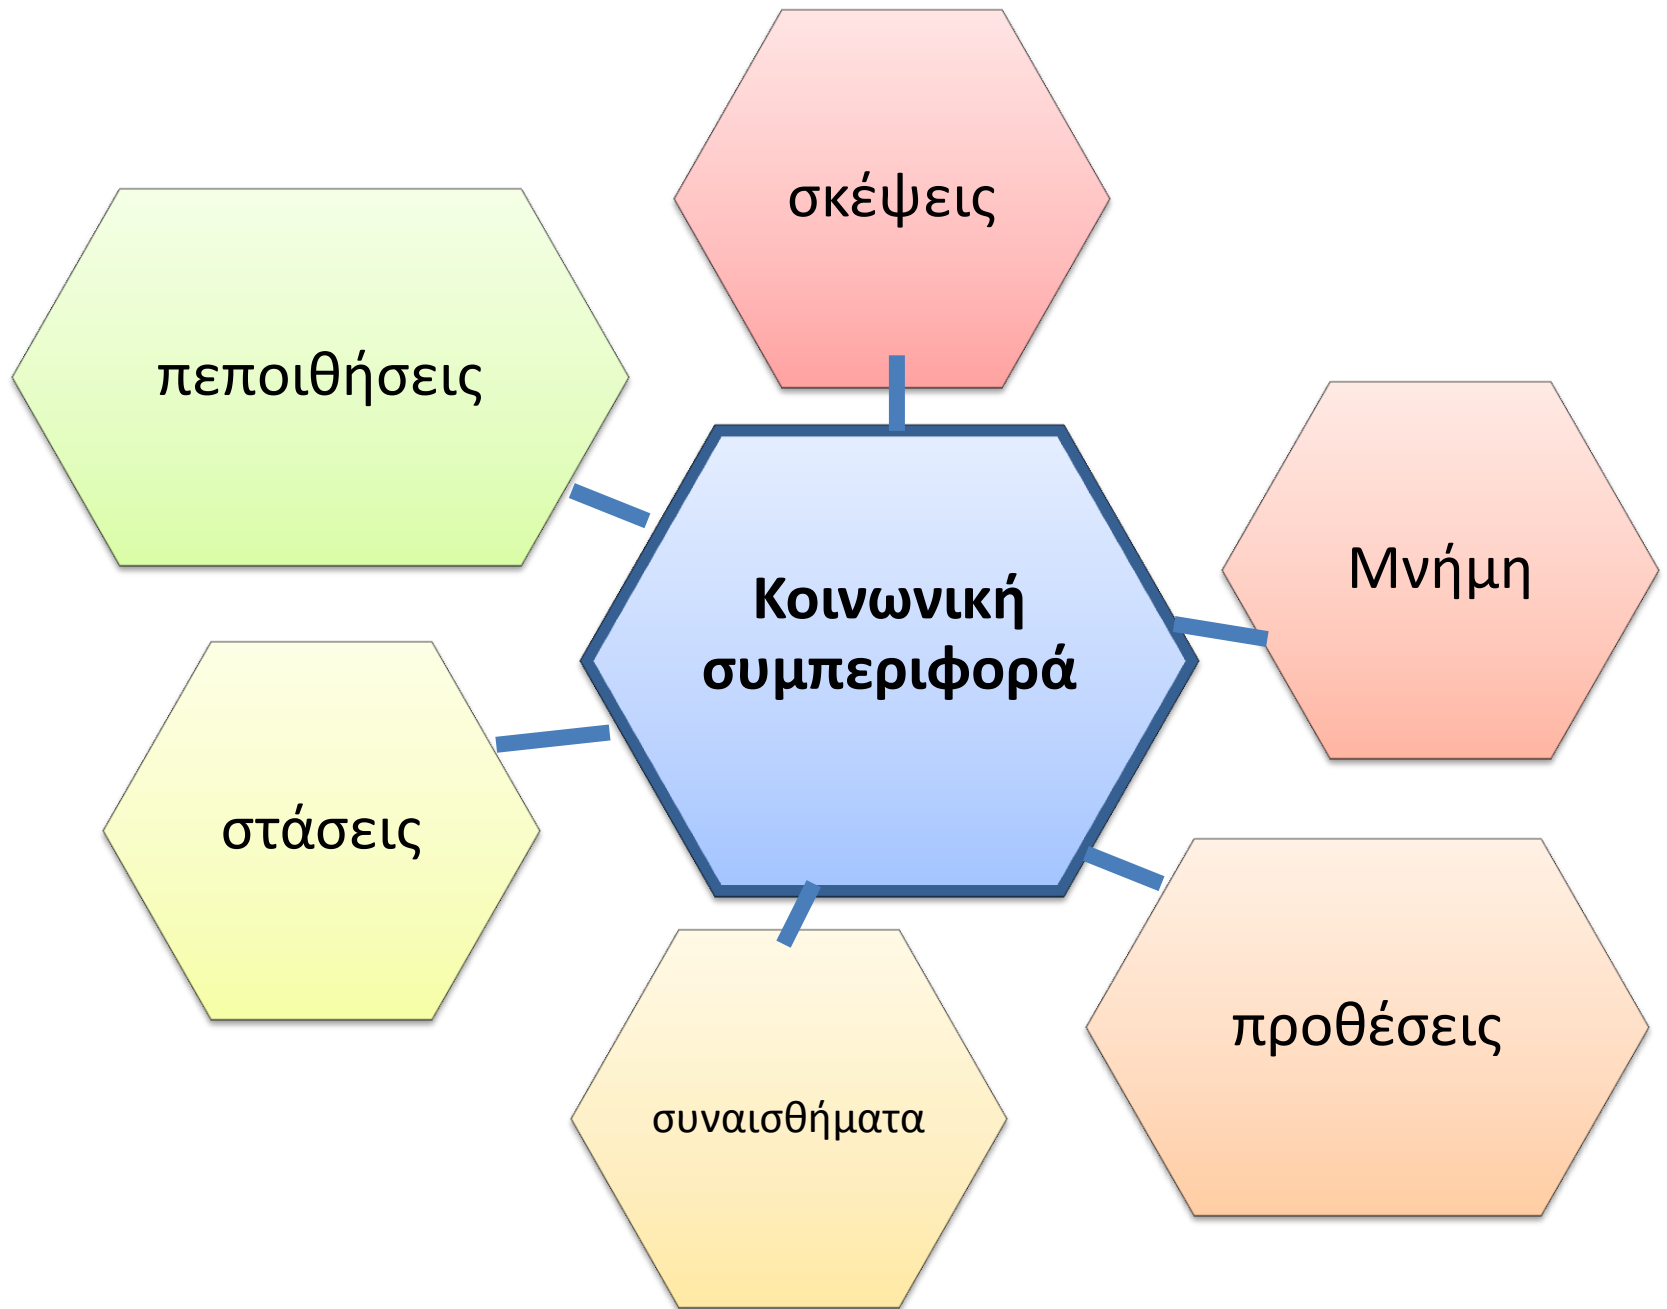 σκέψεις
πεποιθήσεις
Μνήμη
Κοινωνική
συμπεριφορά
στάσεις
προθέσεις
συναισθήματα